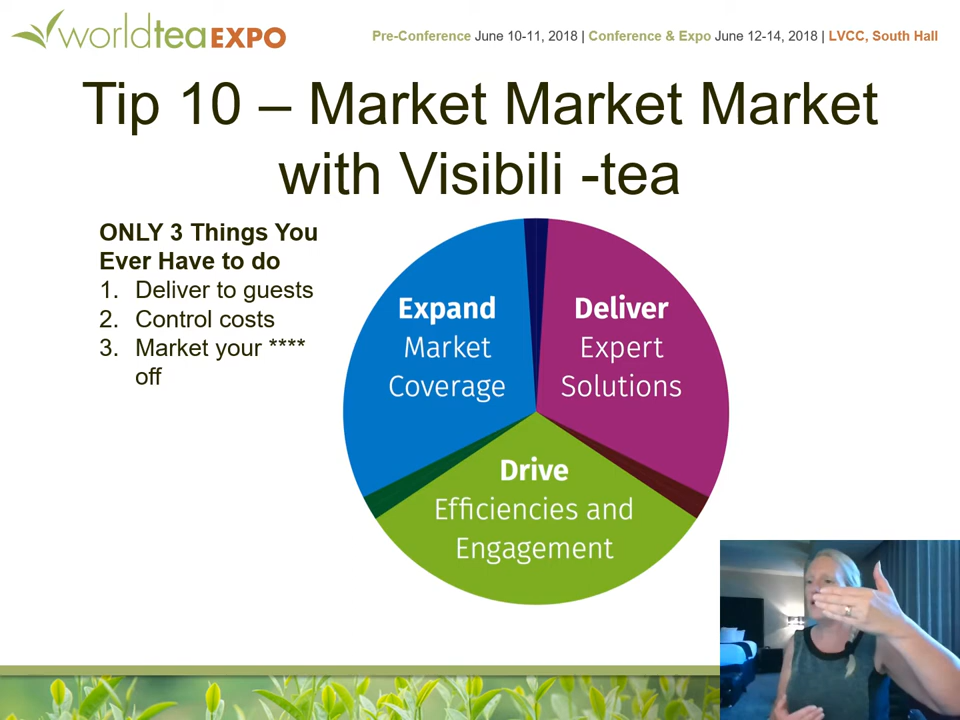 worldteaEXPO
Pre-Conference June 10-11, 2018 | Conference & Expo June 12-14, 2018 | LVCC, South Hall
Tip 10 – Market Market Market
with Visibili -tea
ONLY 3 Things You
Ever Have to do
1. Deliver to guests
2. Control costs
3. Market your ****
off
Expand
Market
Coverage
Deliver
Expert
Solutions
Drive
Efficiencies and
Engagement